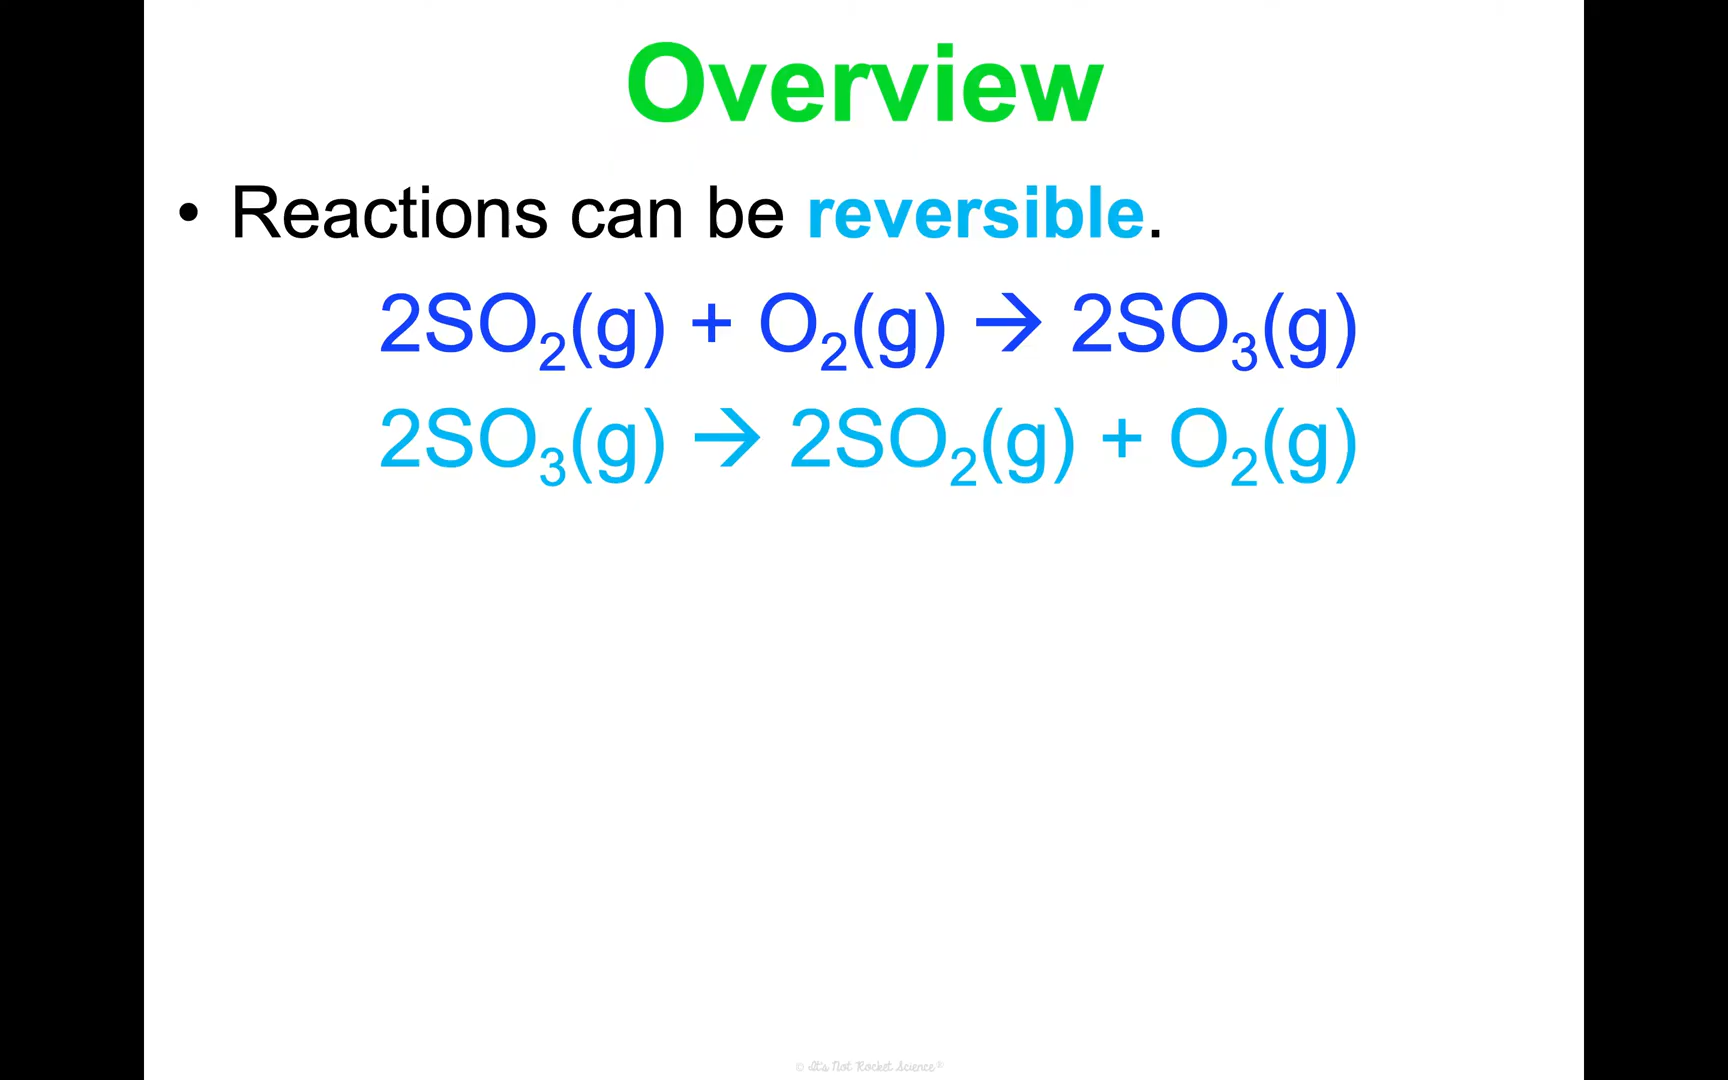 Overview
• Reactions can be reversible.
2SO₂(g) + O₂(g) → 2SO₃(g)
2SO₃(g) → 2SO₂(g) + O₂(g)
© It's Not Rocket Science®